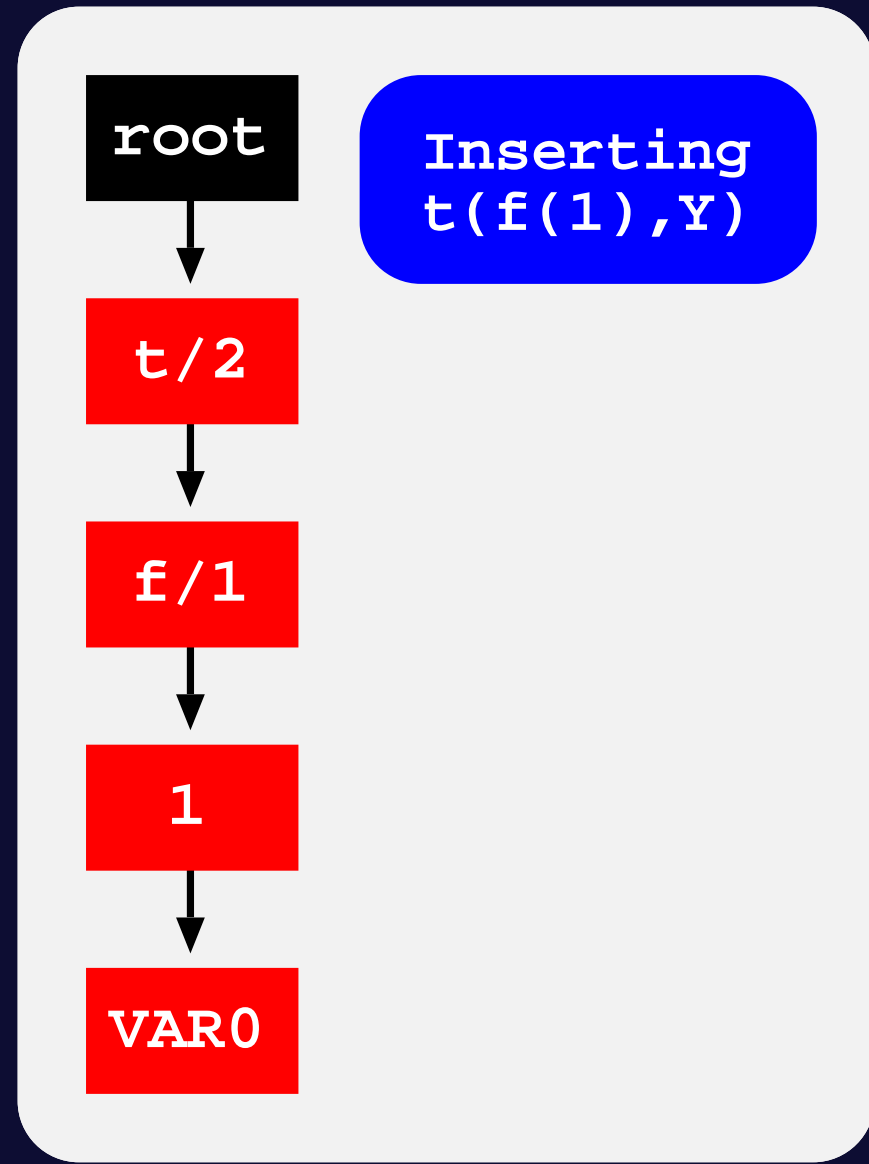 root
Inserting
t(f(1),Y)
t/2
f/1
1
VAR0